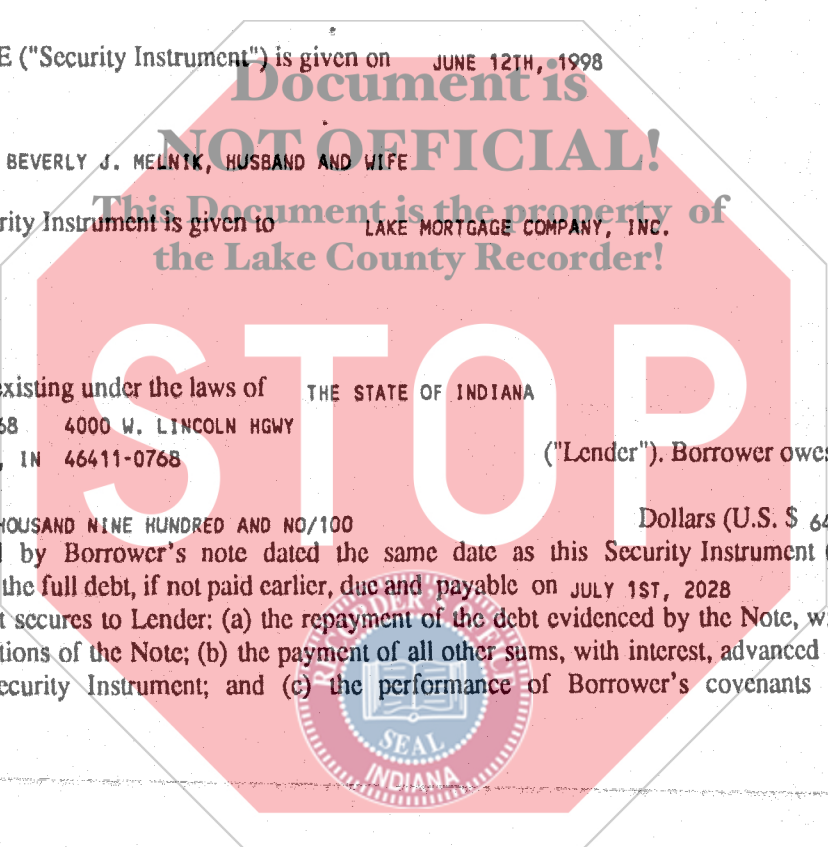 E ("Security Instrument") is given on JUNE 12TH, 1998
Document is
NOT OFFICIAL!
BEVERLY J. MELNIK, HUSBAND AND WIFE
This Document is the property of
rity Instrument is given to LAKE MORTGAGE COMPANY, INC.
the Lake County Recorder!
STOP
existing under the laws of THE STATE OF INDIANA
68 4000 W. LINCOLN HGWY
, IN 46411-0768 ("Lender"). Borrower owes
HOUSAND NINE HUNDRED AND NO/100 Dollars (U.S. $ 64
by Borrower's note dated the same date as this Security Instrument (
the full debt, if not paid earlier, due and payable on JULY 1ST, 2028
t secures to Lender: (a) the repayment of the debt evidenced by the Note, w
tions of the Note; (b) the payment of all other sums, with interest, advanced
ecurity Instrument; and (c) the performance of Borrower's covenants
RECORDER'S OFFICE
SEAL
INDIANA